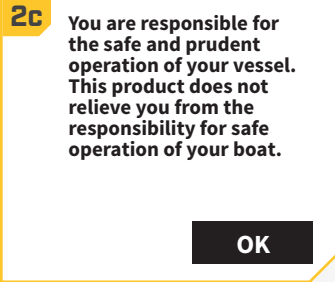 2c
You are responsible for
the safe and prudent
operation of your vessel.
This product does not
relieve you from the
responsibility for safe
operation of your boat.
OK